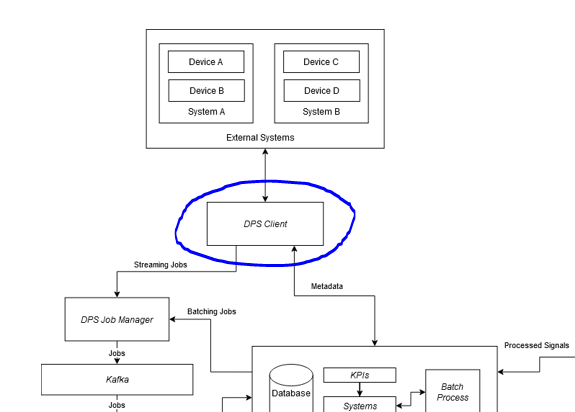 Device A
Device C
Device B
Device D
System A
System B
External Systems
DPS Client
Streaming Jobs
Metadata
Batching Jobs
DPS Job Manager
Processed Signals
Jobs
Kafka
KPIs
Database
Batch
Process
Jobs
Systems